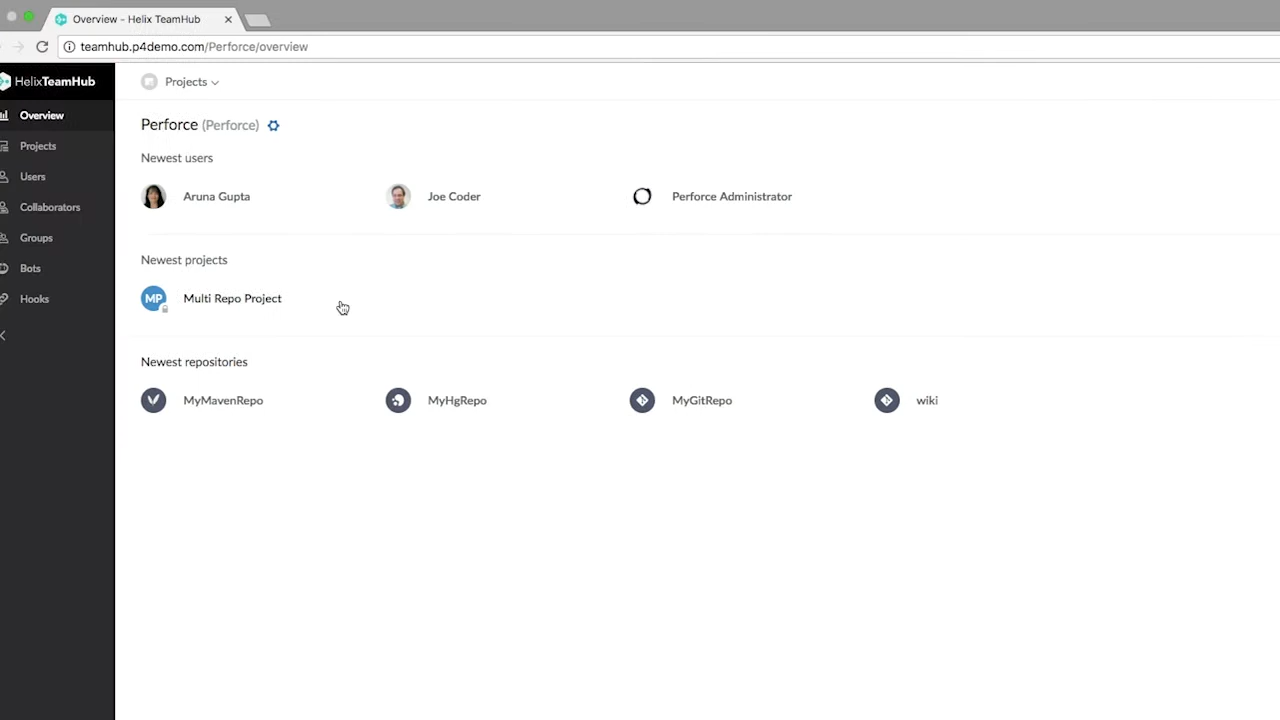 Overview - Helix TeamHub
teamhub.p4demo.com/Perforce/overview
HelixTeamHub
Projects
Overview
Projects
Users
Collaborators
Groups
Bots
Hooks
Perforce (Perforce)
Newest users
Aruna Gupta
Joe Coder
Perforce Administrator
Newest projects
MP
Multi Repo Project
Newest repositories
MyMavenRepo
MyHgRepo
MyGitRepo
wiki